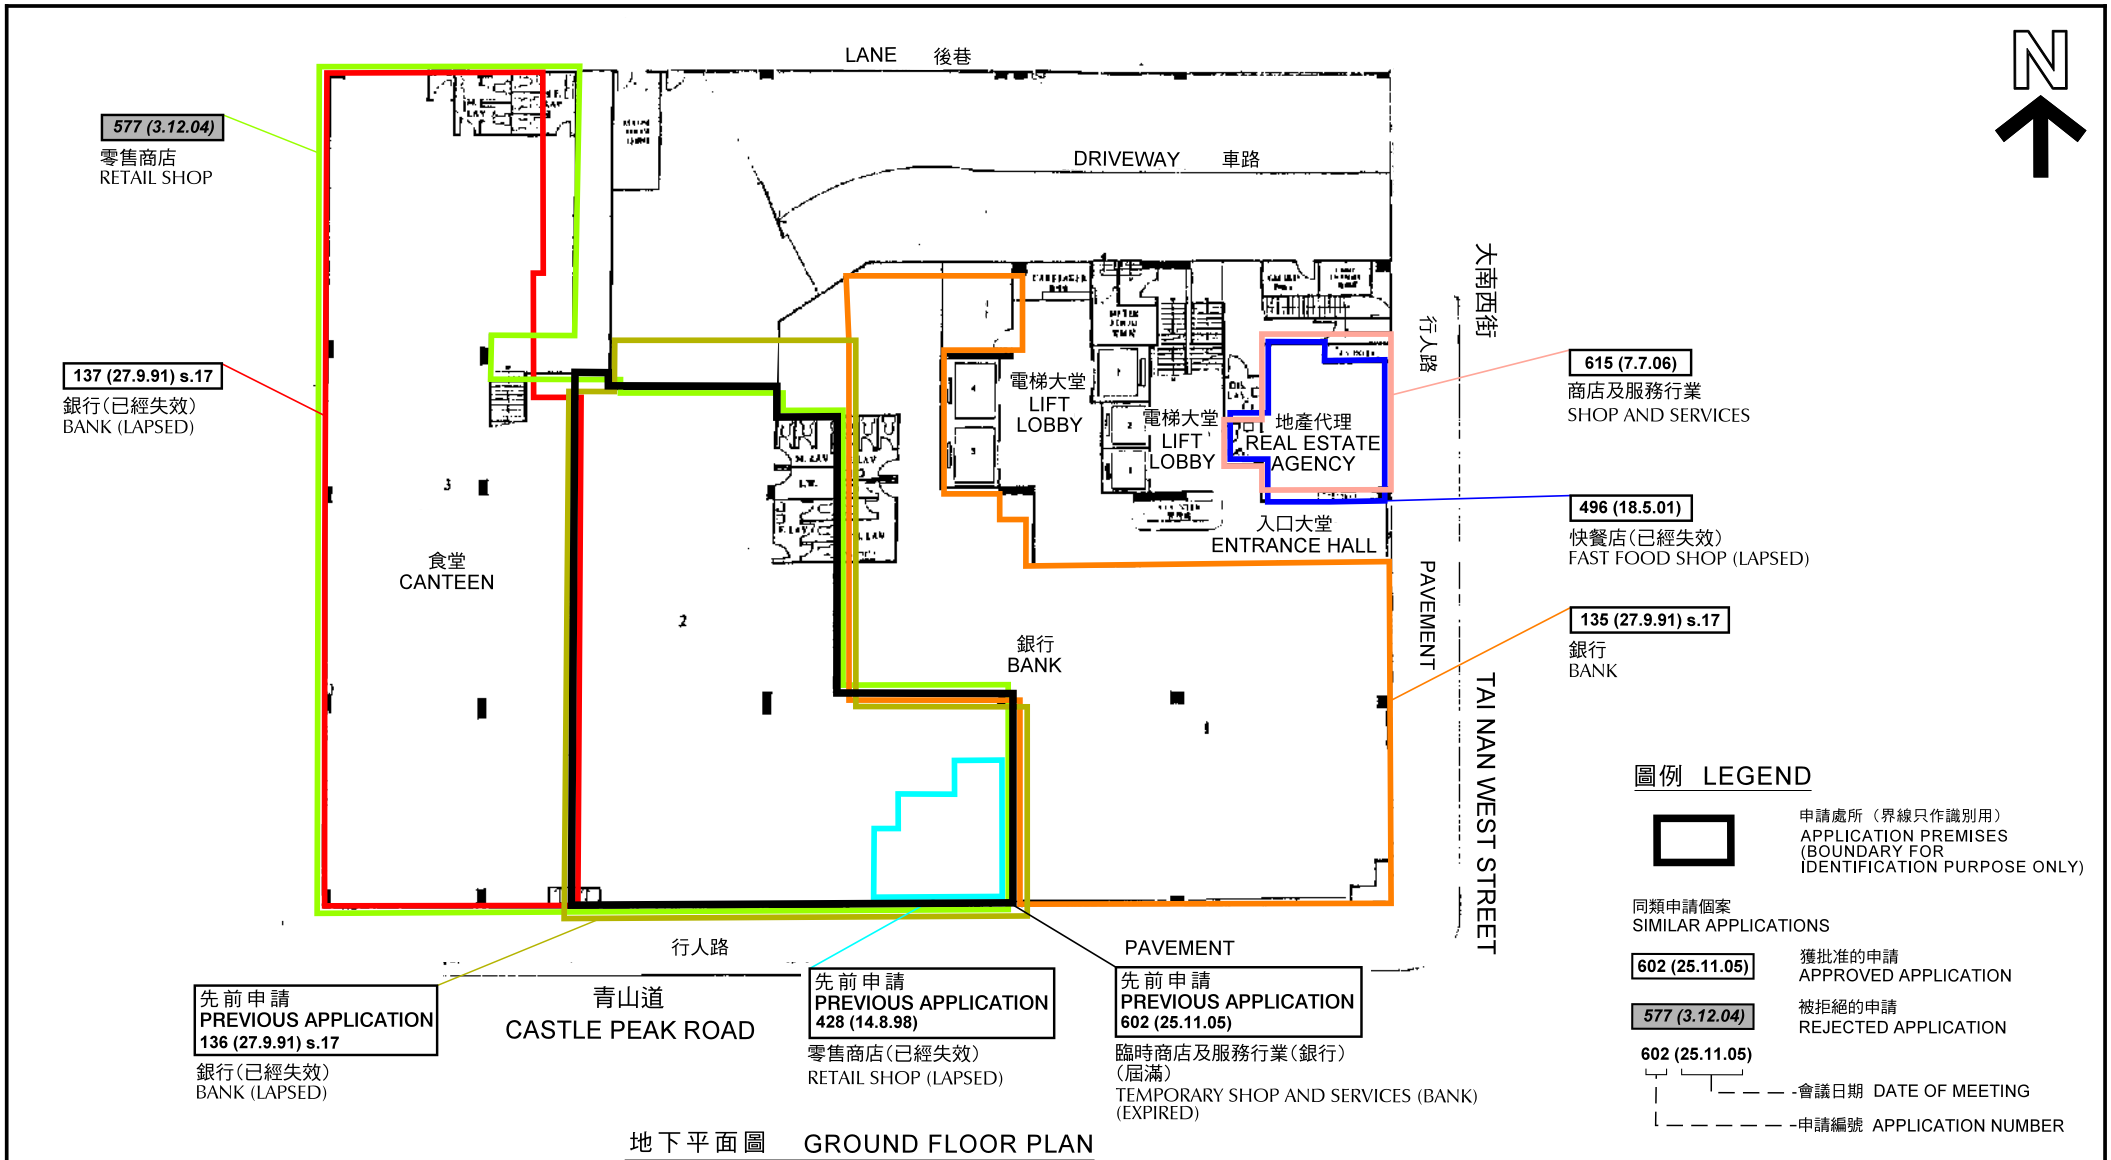 LANE 後巷
N
577 (3.12.04)
零售商店
RETAIL SHOP
DRIVEWAY 車路
大南西街
行人路
137 (27.9.91) s.17
銀行(已經失效)
BANK (LAPSED)
615 (7.7.06)
商店及服務行業
SHOP AND SERVICES
電梯大堂
LIFT
LOBBY
電梯大堂
LIFT
LOBBY
地產代理
REAL ESTATE
AGENCY
4
3
2
1
3
496 (18.5.01)
快餐店(已經失效)
FAST FOOD SHOP (LAPSED)
入口大堂
ENTRANCE HALL
食堂
CANTEEN
2
銀行
BANK
PAVEMENT
135 (27.9.91) s.17
銀行
BANK
TAI NAN WEST STREET
圖例 LEGEND
申請處所（界線只作識別用）
APPLICATION PREMISES
(BOUNDARY FOR
IDENTIFICATION PURPOSE ONLY)
同類申請個案
SIMILAR APPLICATIONS
602 (25.11.05)
獲批准的申請
APPROVED APPLICATION
577 (3.12.04)
被拒絕的申請
REJECTED APPLICATION
602 (25.11.05)
會議日期 DATE OF MEETING
申請編號 APPLICATION NUMBER
行人路
PAVEMENT
青山道
CASTLE PEAK ROAD
先前申請
PREVIOUS APPLICATION
136 (27.9.91) s.17
銀行(已經失效)
BANK (LAPSED)
先前申請
PREVIOUS APPLICATION
428 (14.8.98)
零售商店(已經失效)
RETAIL SHOP (LAPSED)
先前申請
PREVIOUS APPLICATION
602 (25.11.05)
臨時商店及服務行業(銀行)
(屆滿)
TEMPORARY SHOP AND SERVICES (BANK)
(EXPIRED)
地下平面圖 GROUND FLOOR PLAN